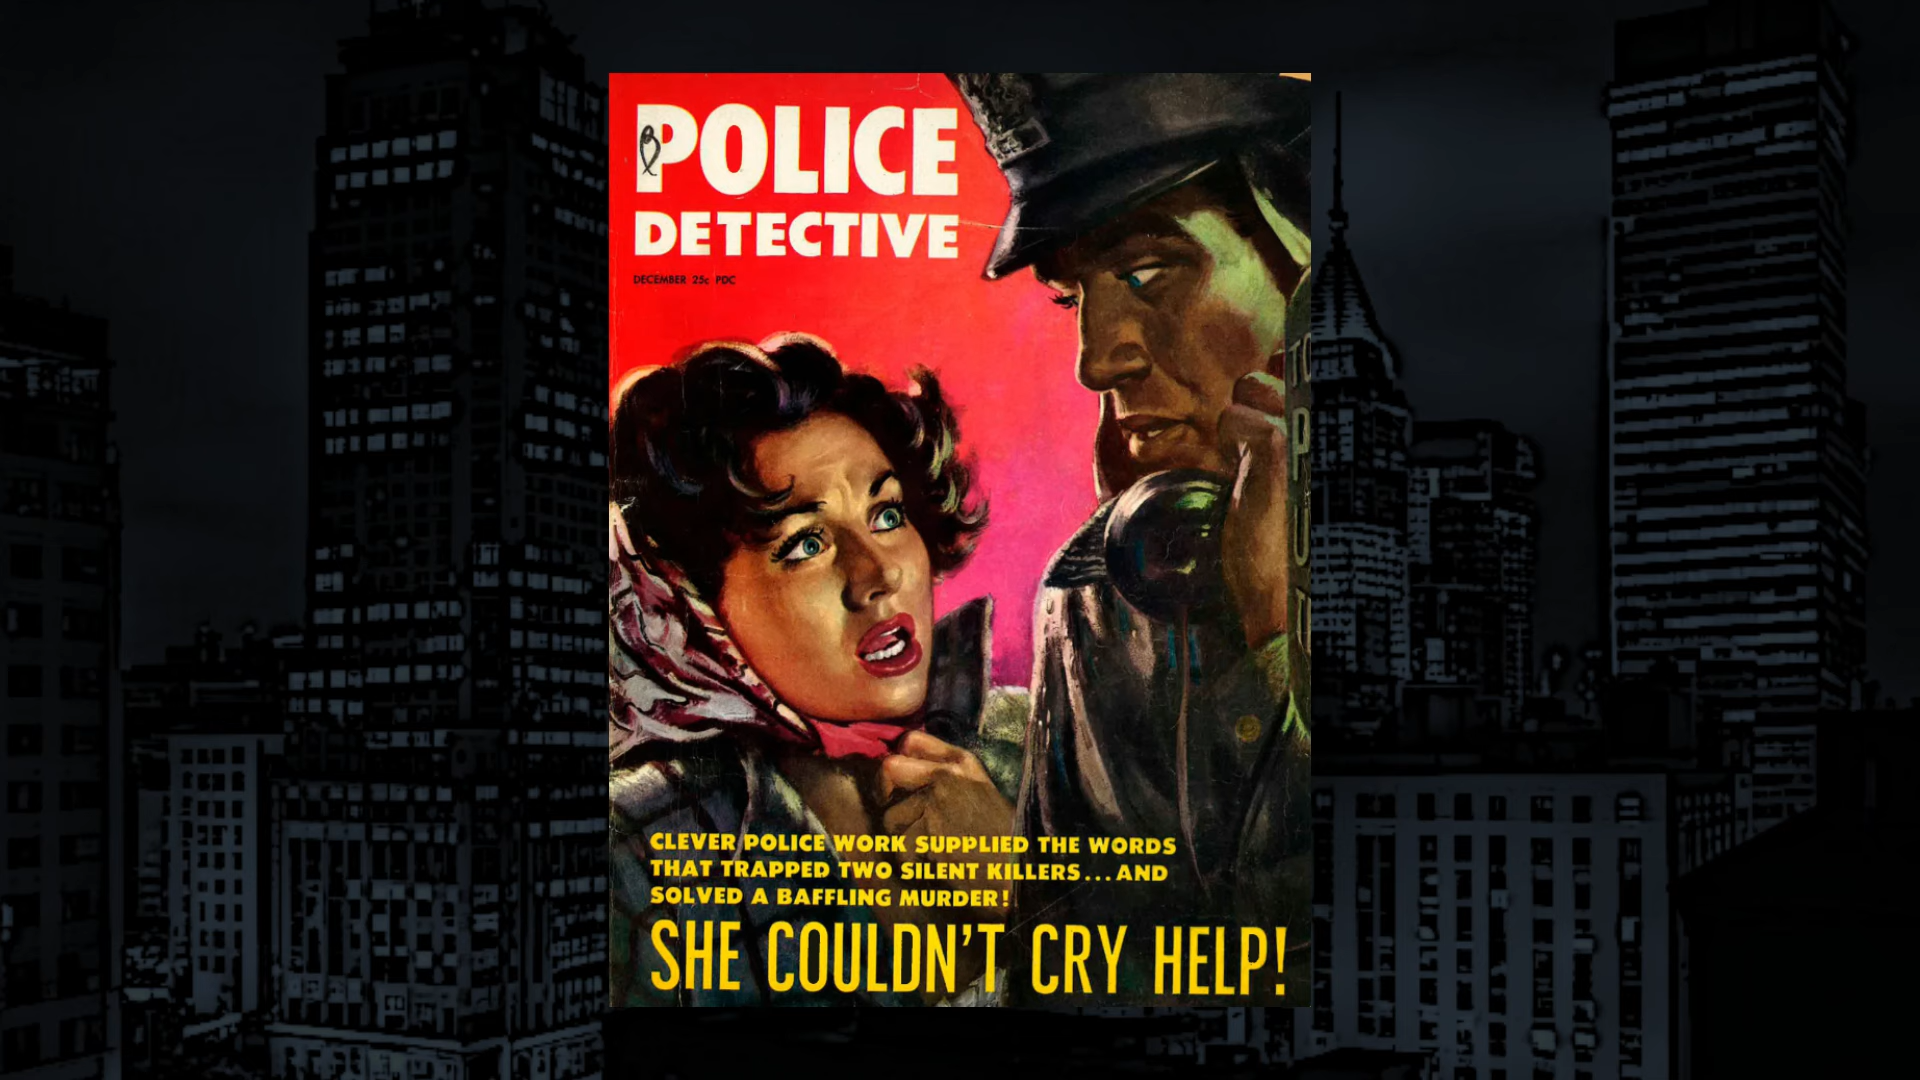 POLICE
DETECTIVE
DECEMBER 25c PDC
CLEVER POLICE WORK SUPPLIED THE WORDS
THAT TRAPPED TWO SILENT KILLERS...AND
SOLVED A BAFFLING MURDER!
SHE COULDN'T CRY HELP!